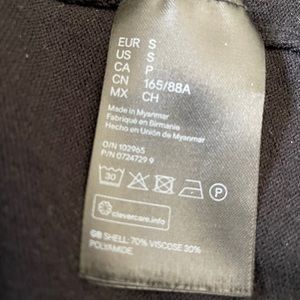 EUR S
US S
CA P
CN 165/88A
MX CH
Made in Myanmar
Fabriqué en Birmanie
Hecho en Unión de Myanmar
O/N 102965
P/N 0724729 9
30
P
clevercare.info
GB SHELL: 70% VISCOSE 30%
POLYAMIDE